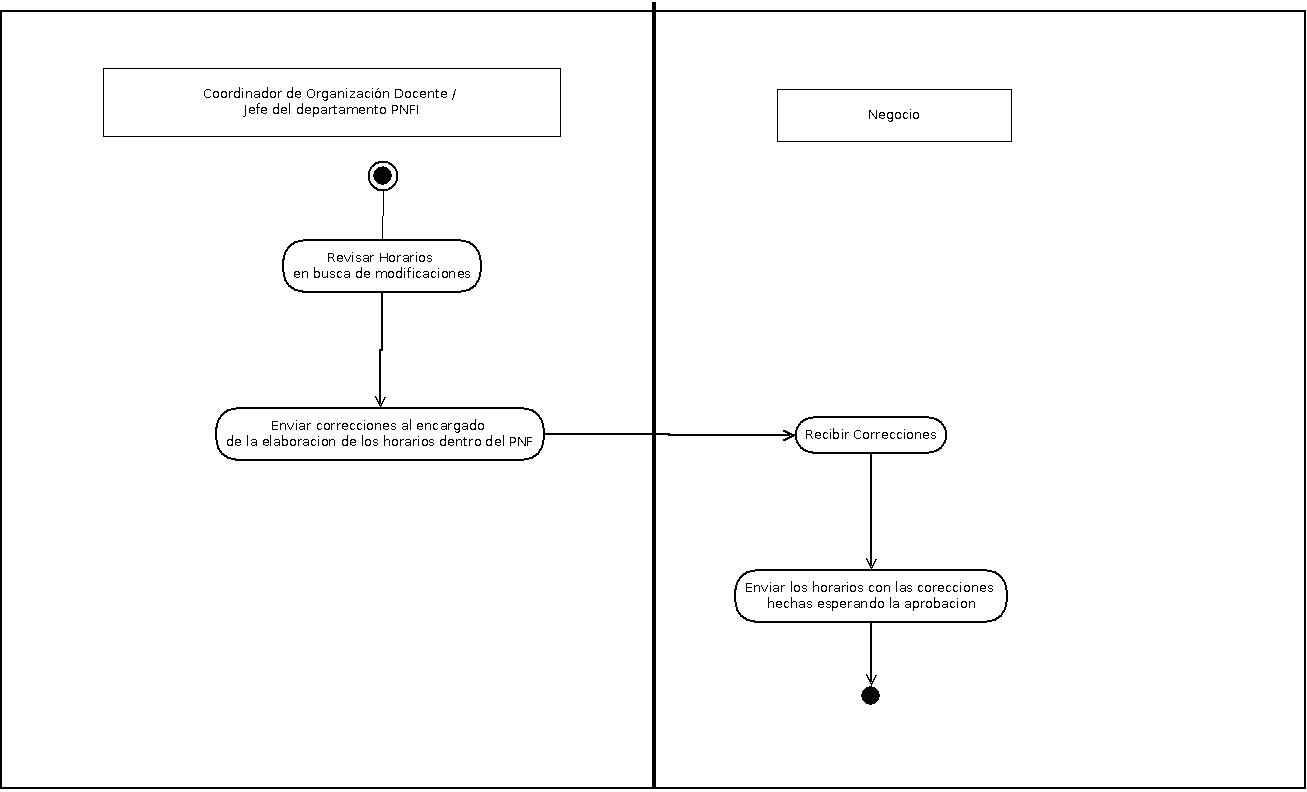 Coordinador de Organización Docente /
Jefe del departamento PNFI
Negocio
Revisar Horarios
en busca de modificaciones
Enviar correcciones al encargado
de la elaboracion de los horarios dentro del PNF
Recibir Correcciones
Enviar los horarios con las corecciones
hechas esperando la aprobacion